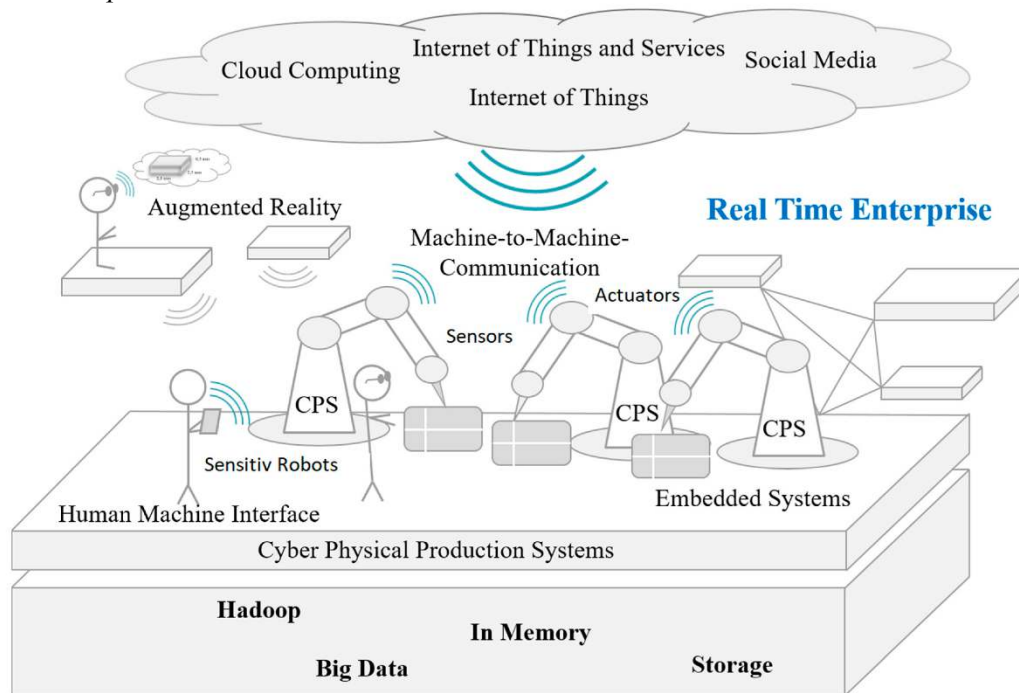 Internet of Things and Services
Cloud Computing
Social Media
Internet of Things
Augmented Reality
Real Time Enterprise
Machine-to-Machine-
Communication
Actuators
Sensors
CPS
CPS
CPS
Sensitiv Robots
Embedded Systems
Human Machine Interface
Cyber Physical Production Systems
Hadoop
In Memory
Big Data
Storage